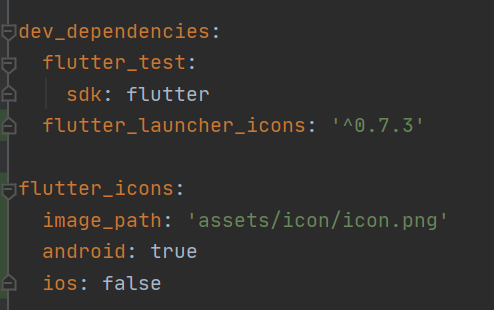 dev_dependencies:
  flutter_test:
    sdk: flutter
  flutter_launcher_icons: '^0.7.3'

flutter_icons:
  image_path: 'assets/icon/icon.png'
  android: true
  ios: false